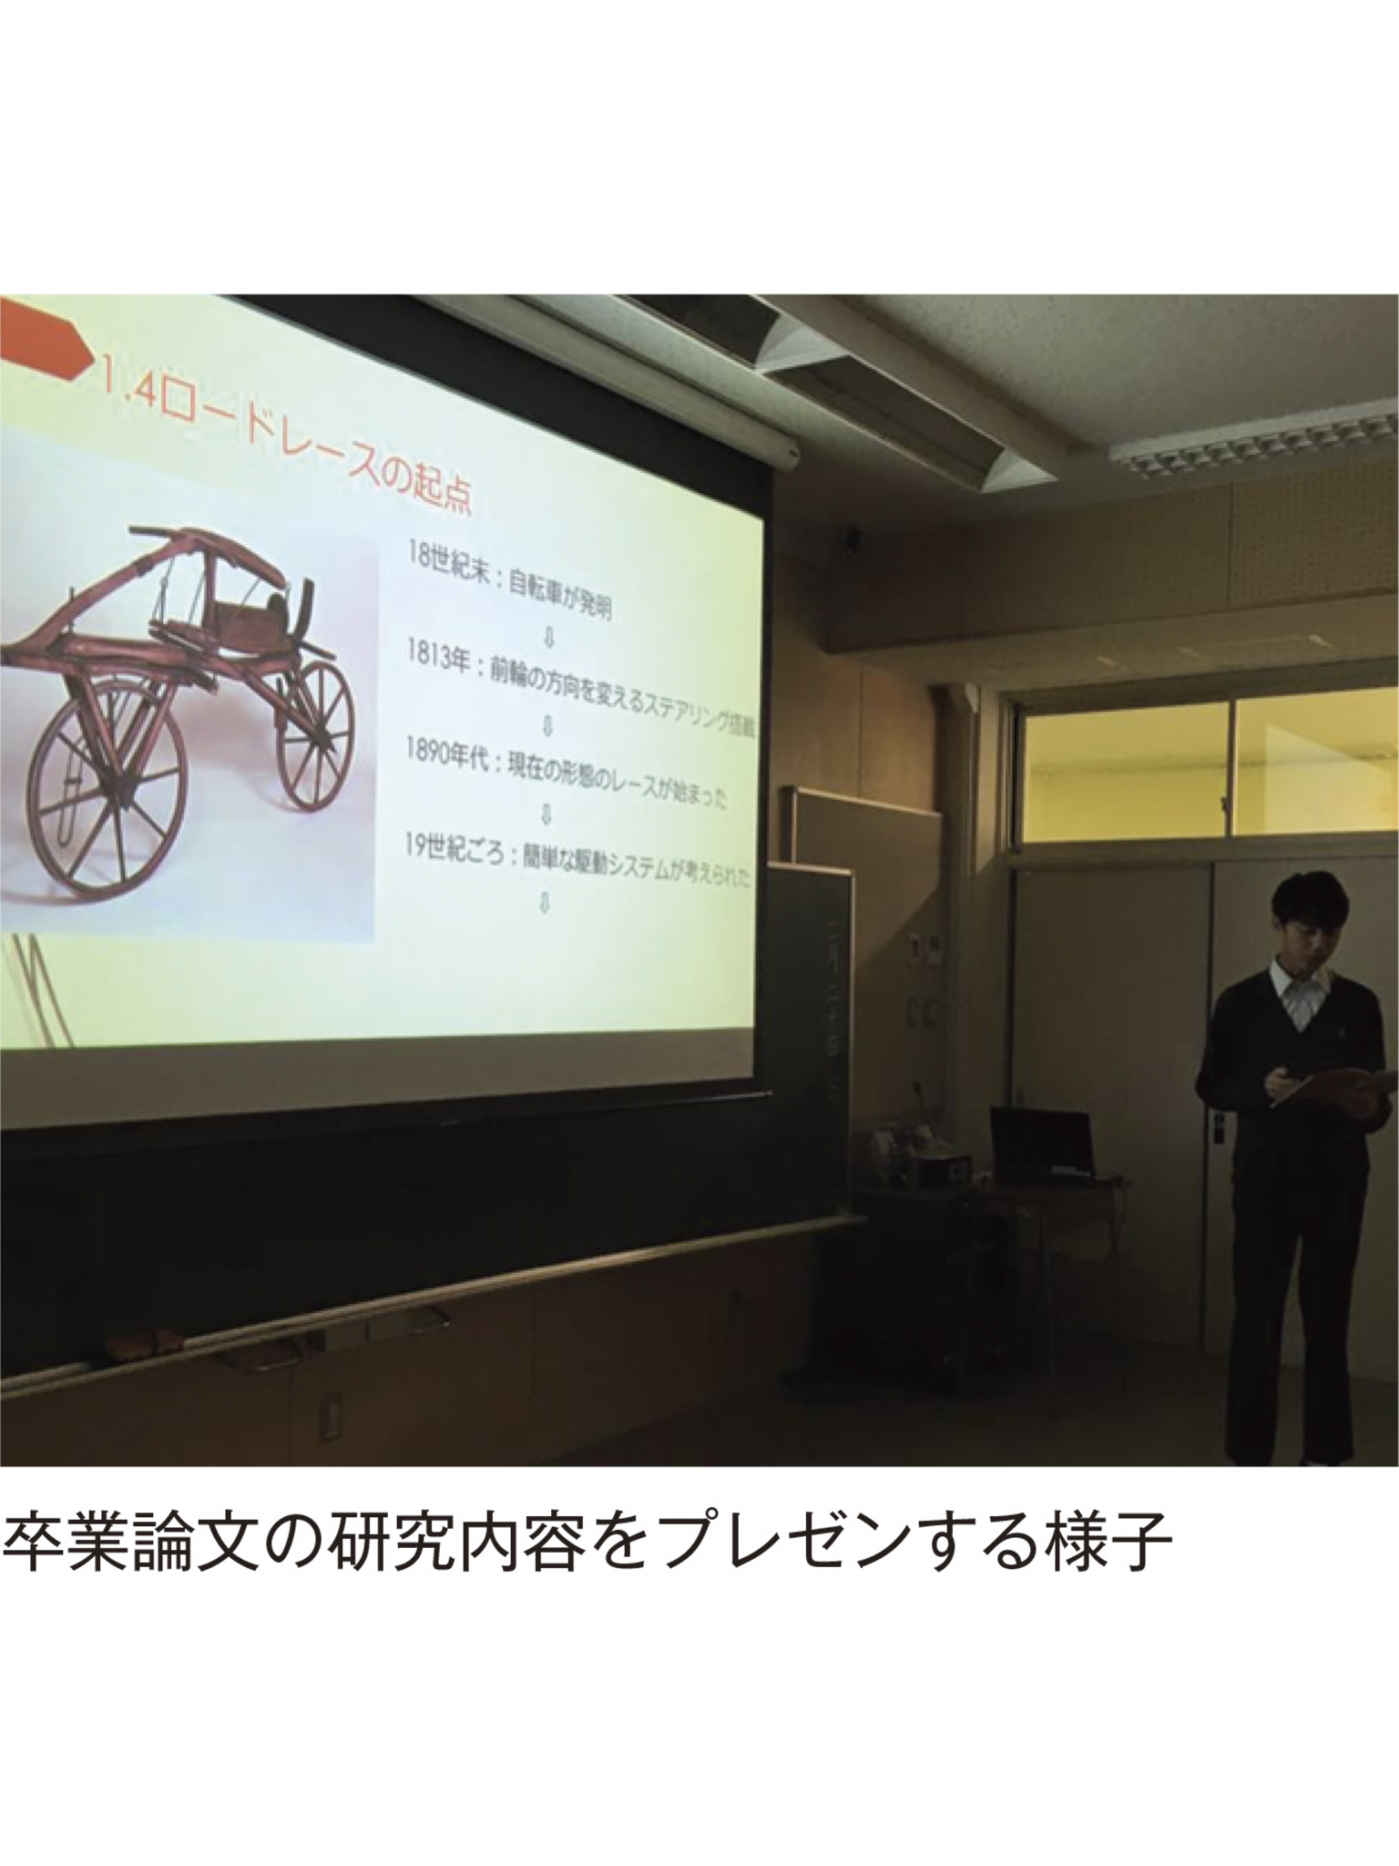 1.4ロードレースの起点
18世紀末：自転車が発明
⇩
1813年：前輪の方向を変えるステアリング搭載
⇩
1890年代：現在の形態のレースが始まった
⇩
19世紀ごろ：簡単な駆動システムが考えられた
⇩
卒業論文の研究内容をプレゼンする様子